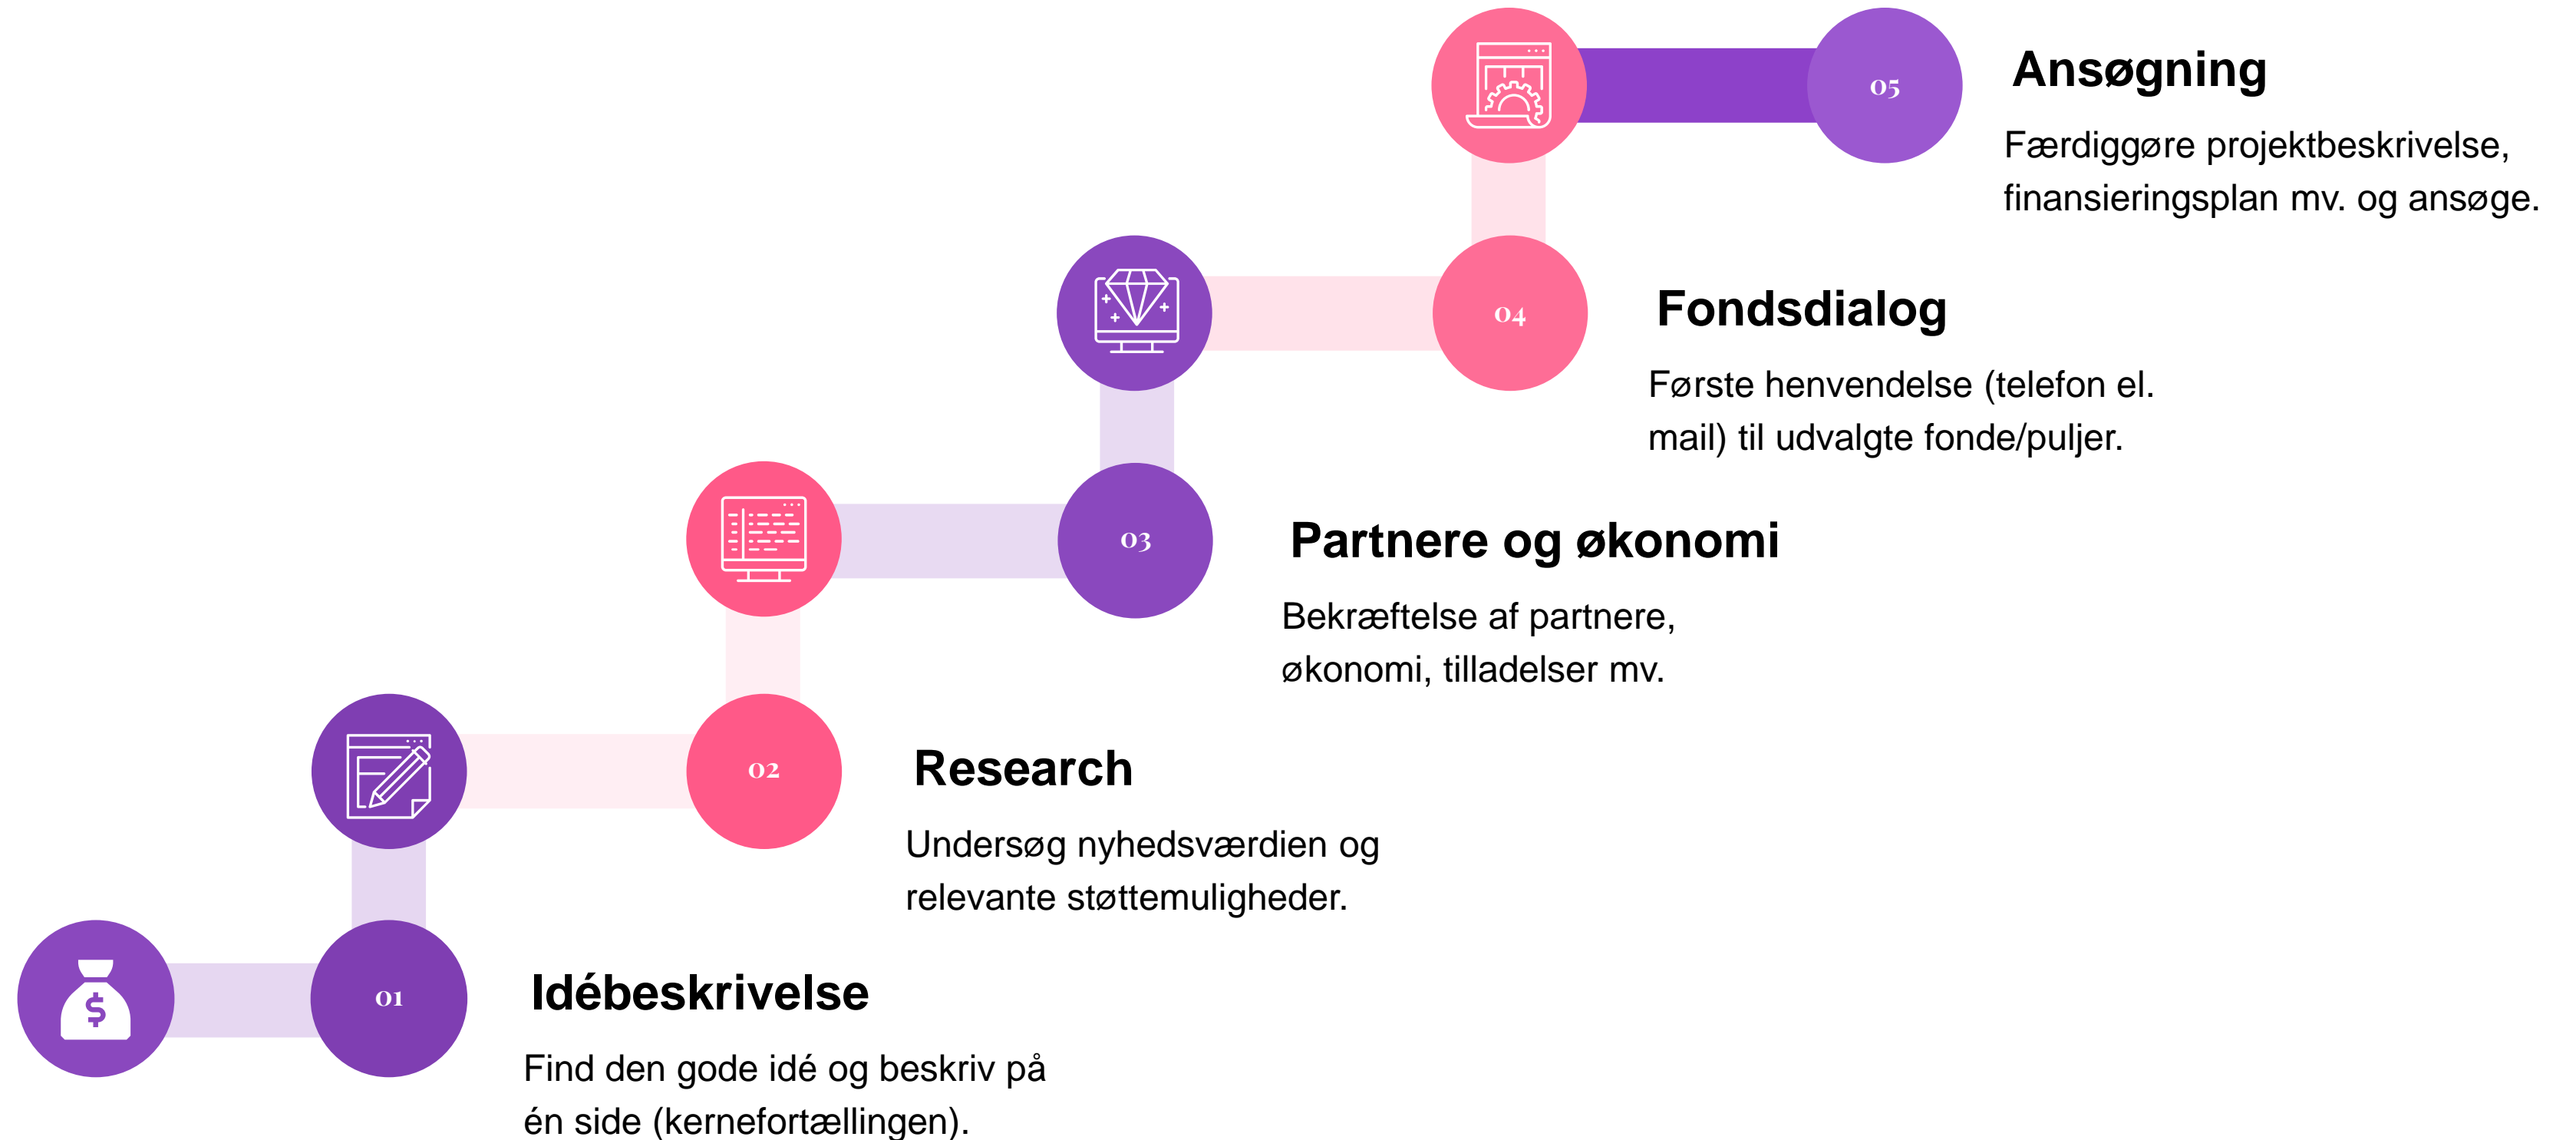 05
Ansøgning
Færdiggøre projektbeskrivelse,
finansieringsplan mv. og ansøge.
04
Fondsdialog
Første henvendelse (telefon el.
mail) til udvalgte fonde/puljer.
03
Partnere og økonomi
Bekræftelse af partnere,
økonomi, tilladelser mv.
02
Research
Undersøg nyhedsværdien og
relevante støttemuligheder.
$
01
Idébeskrivelse
Find den gode idé og beskriv på
én side (kernefortællingen).